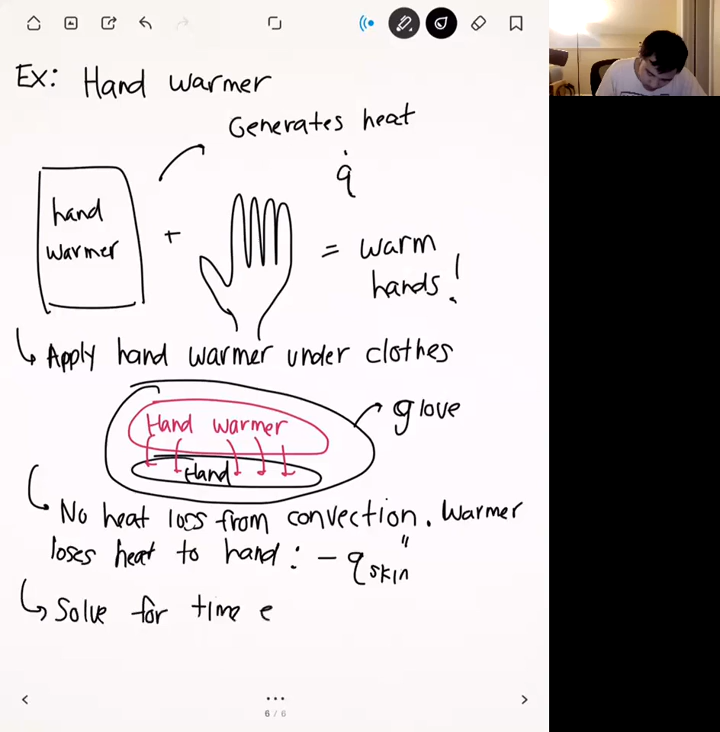 Ex: Hand warmer
Generates heat
q̇
hand
warmer
+
= warm
hands!
↳ Apply hand warmer under clothes
Hand warmer
glove
Hand
↳ No heat loss from convection. Warmer
loses heat to hand: - q"skin
↳ Solve for time e
6 / 6